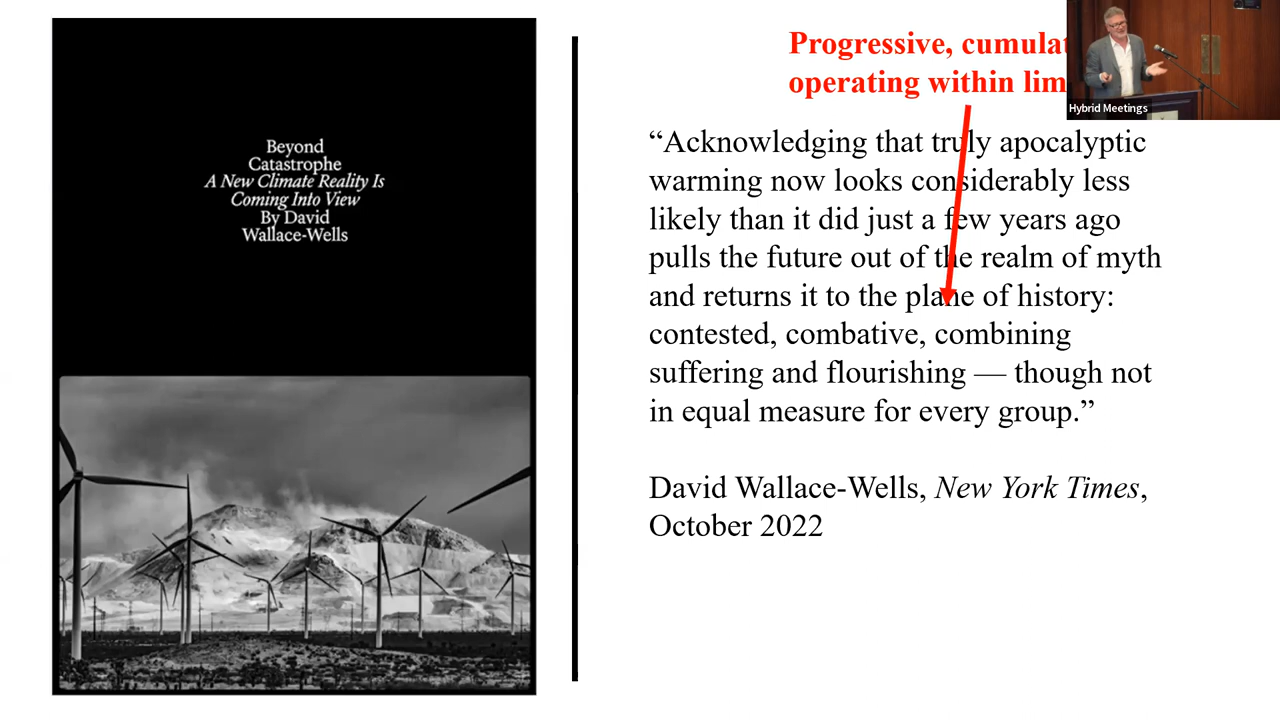 Beyond
Catastrophe
A New Climate Reality Is
Coming Into View
By David
Wallace-Wells
Progressive, cumulat
operating within lim
Hybrid Meetings
“Acknowledging that truly apocalyptic
warming now looks considerably less
likely than it did just a few years ago
pulls the future out of the realm of myth
and returns it to the plane of history:
contested, combative, combining
suffering and flourishing — though not
in equal measure for every group.”
David Wallace-Wells, New York Times,
October 2022